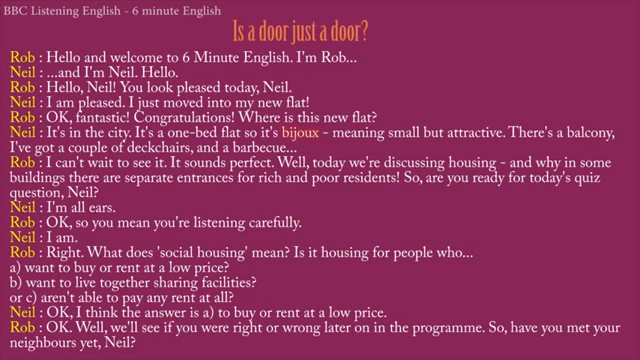 BBC Listening English - 6 minute English
Is a door just a door?
Rob : Hello and welcome to 6 Minute English. I'm Rob...
Neil : ...and I'm Neil. Hello.
Rob : Hello, Neil! You look pleased today, Neil.
Neil : I am pleased. I just moved into my new flat!
Rob : OK, fantastic! Congratulations! Where is this new flat?
Neil : It's in the city. It's a one-bed flat so it's bijoux - meaning small but attractive. There's a balcony,
I've got a couple of deckchairs, and a barbecue...
Rob : I can't wait to see it. It sounds perfect. Well, today we're discussing housing - and why in some
buildings there are separate entrances for rich and poor residents! So, are you ready for today's quiz
question, Neil?
Neil : I'm all ears.
Rob : OK, so you mean you're listening carefully.
Neil : I am.
Rob : Right. What does 'social housing' mean? Is it housing for people who...
a) want to buy or rent at a low price?
b) want to live together sharing facilities?
or c) aren't able to pay any rent at all?
Neil : OK, I think the answer is a) to buy or rent at a low price.
Rob : OK. Well, we'll see if you were right or wrong later on in the programme. So, have you met your
neighbours yet, Neil?